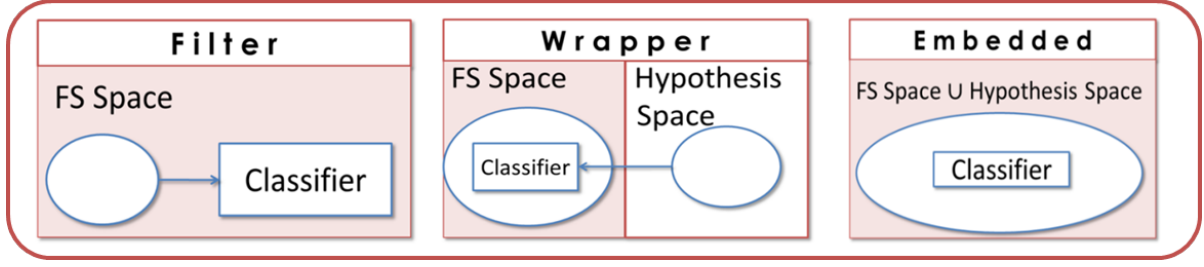 Filter
FS Space
Classifier
Wrapper
FS Space
Classifier
Hypothesis
Space
Embedded
FS Space ∪ Hypothesis Space
Classifier